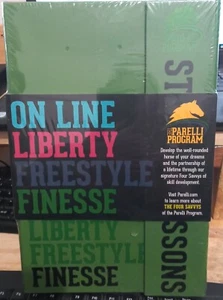 ON LINE
LIBERTY
FREESTYLE
FINESSE
LIBERTY
FREESTYLE
FINESSE
PARELLI
PROGRAM
Develop the well-rounded
horse of your dreams
and the partnership of
a lifetime through our
signature Four Savvys of
skill development.
Visit Parelli.com
to learn more about
THE FOUR SAVVYS
of the Parelli Program.